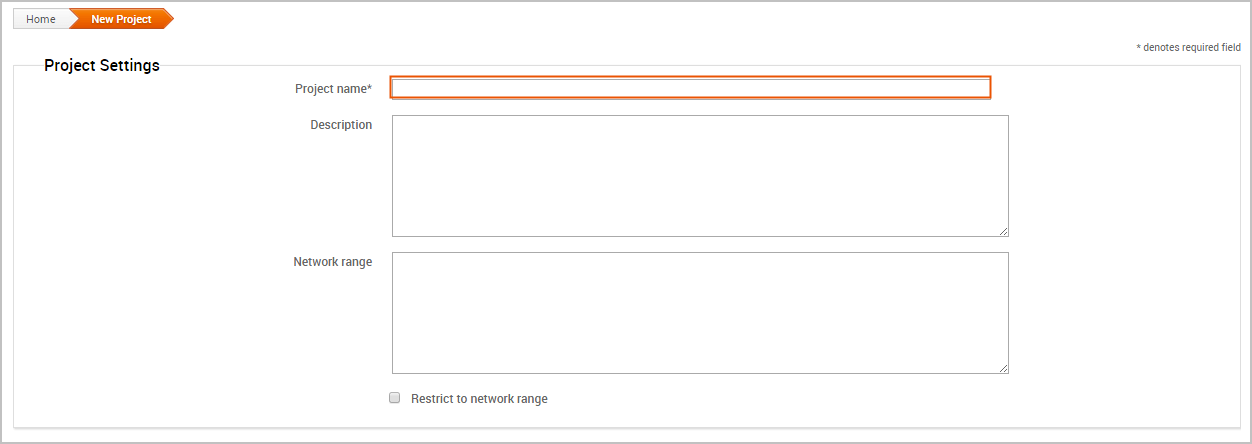 Home New Project
* denotes required field
Project Settings
Project name*
Description
Network range
Restrict to network range